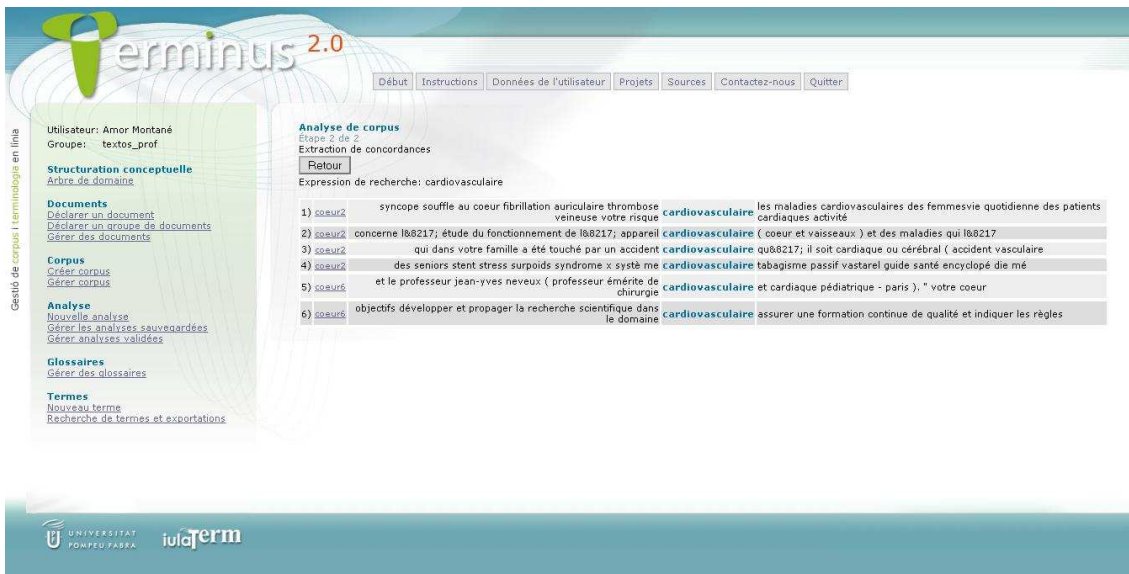 Terminus 2.0
Début Instructions Données de l'utilisateur Projets Sources Contactez-nous Quitter
Gestió de corpus i terminologia en línia
Utilisateur: Amor Montané
Groupe: textos_prof
Structuration conceptuelle
Arbre de domaine
Documents
Déclarer un document
Déclarer un groupe de documents
Gérer des documents
Corpus
Créer corpus
Gérer corpus
Analyse
Nouvelle analyse
Gérer les analyses sauvegardées
Gérer analyses validées
Glossaires
Gérer des glossaires
Termes
Nouveau terme
Recherche de termes et exportations
Analyse de corpus
Étape 2 de 2
Extraction de concordances
Retour
Expression de recherche: cardiovasculaire
1) coeur2 syncope souffle au coeur fibrillation auriculaire thrombose veineuse votre risque cardiovasculaire les maladies cardiovasculaires des femmesvie quotidienne des patients cardiaques activité
2) coeur2 concerne l&8217; étude du fonctionnement de l&8217; appareil cardiovasculaire ( coeur et vaisseaux ) et des maladies qui l&8217
3) coeur2 qui dans votre famille a été touché par un accident cardiovasculaire qu&8217; il soit cardiaque ou cérébral ( accident vasculaire
4) coeur2 des seniors stent stress surpoids syndrome x systè me cardiovasculaire tabagisme passif vastarel guide santé encyclopé die mé
5) coeur6 et le professeur jean-yves neveux ( professeur émérite de chirurgie cardiovasculaire et cardiaque pédiatrique - paris ). " votre coeur
6) coeur6 objectifs développer et propager la recherche scientifique dans le domaine cardiovasculaire assurer une formation continue de qualité et indiquer les règles
UNIVERSITAT
POMPEU FABRA
iulaTerm